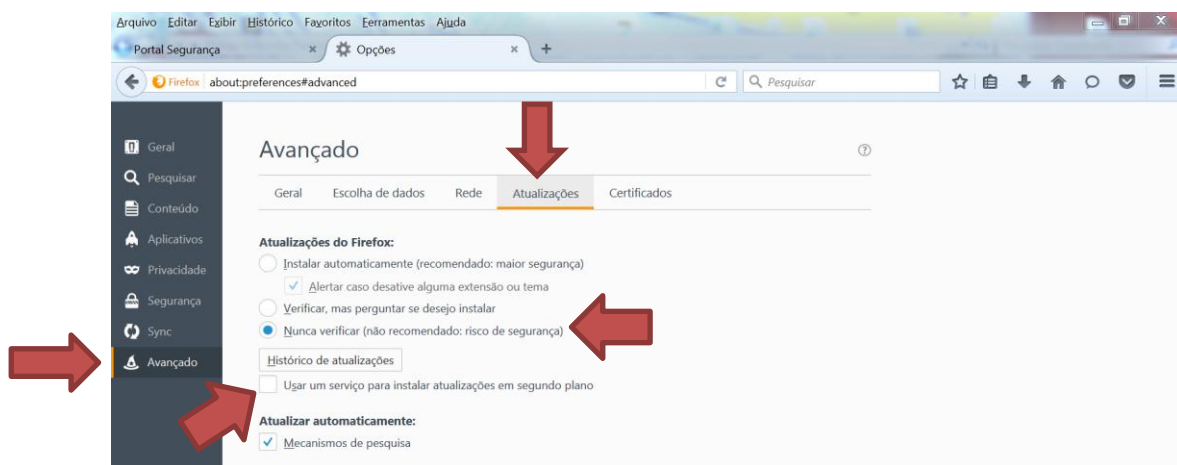 Arquivo Editar Exibir Histórico Favoritos Ferramentas Ajuda
Portal Segurança × Opções × +
Firefox about:preferences#advanced Pesquisar
Geral
Pesquisar
Conteúdo
Aplicativos
Privacidade
Segurança
Sync
Avançado
Avançado ?
Geral Escolha de dados Rede Atualizações Certificados
Atualizações do Firefox:
Instalar automaticamente (recomendado: maior segurança)
Alertar caso desative alguma extensão ou tema
Verificar, mas perguntar se desejo instalar
Nunca verificar (não recomendado: risco de segurança)
Histórico de atualizações
Usar um serviço para instalar atualizações em segundo plano
Atualizar automaticamente:
Mecanismos de pesquisa